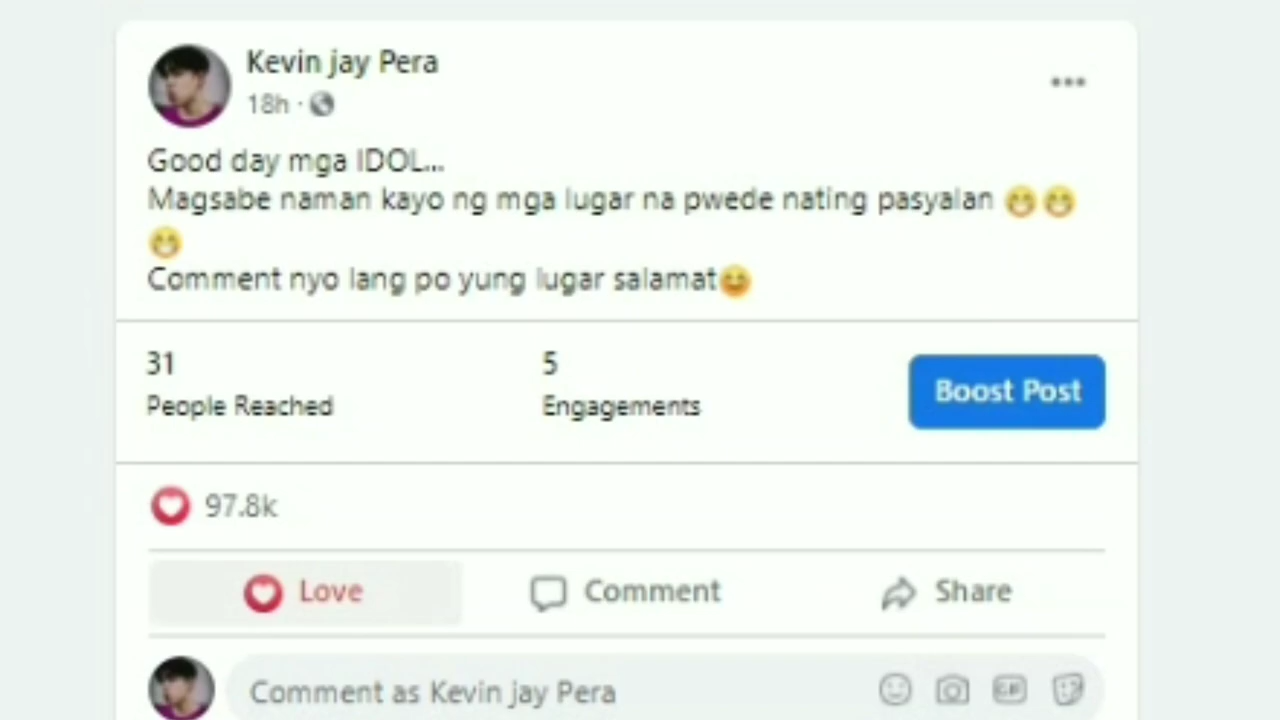 Kevin jay Pera
18h ·
Good day mga IDOL...
Magsabe naman kayo ng mga lugar na pwede nating pasyalan 😁😁
😁
Comment nyo lang po yung lugar salamat😊
31
5
People Reached
Engagements
Boost Post
97.8k
Love
Comment
Share
Comment as Kevin jay Pera
GIF